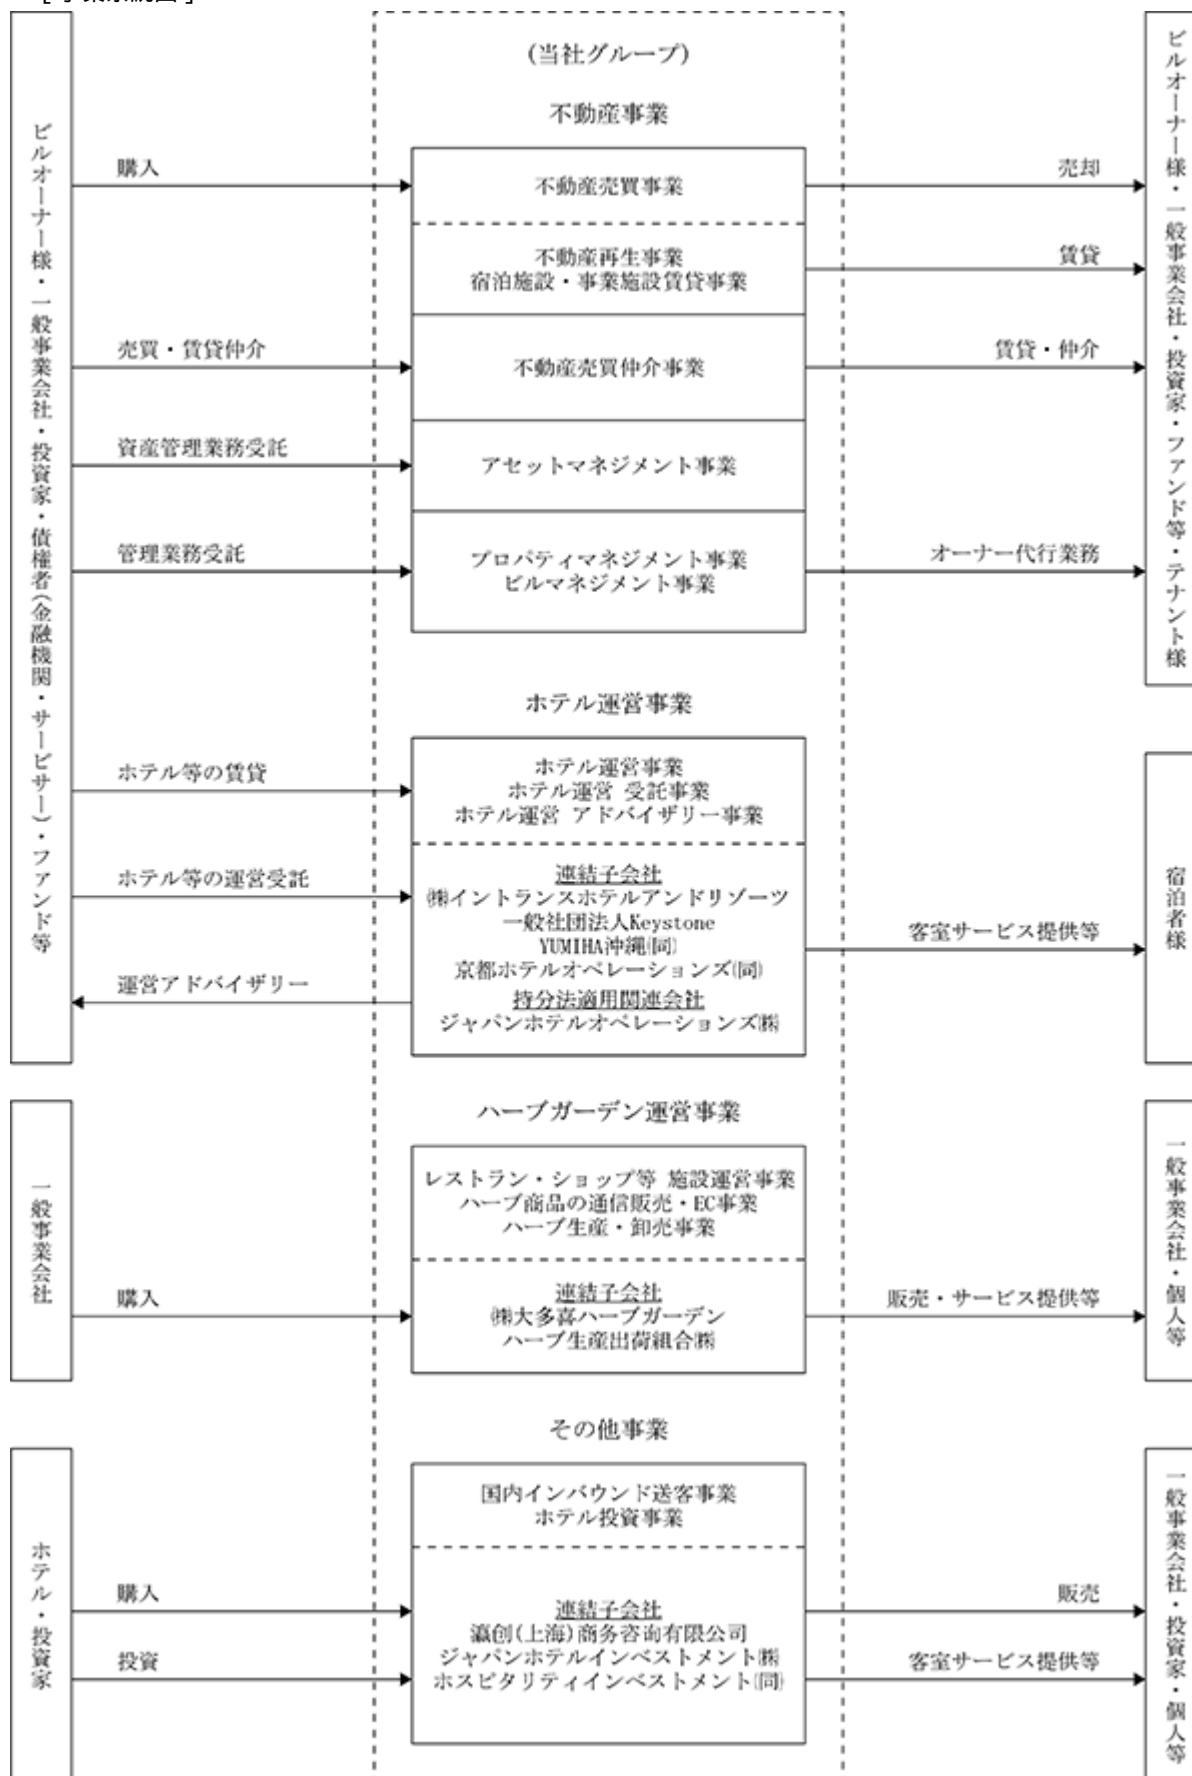 [事業系統図]
(当社グループ)
不動産事業
ビルオーナー様・一般事業会社・投資家・債権者(金融機関・サービサー)・ファンド等
購入
不動産売買事業
売却
不動産再生事業
宿泊施設・事業施設賃貸事業
賃貸
売買・賃貸仲介
不動産売買仲介事業
賃貸・仲介
資産管理業務受託
アセットマネジメント事業
管理業務受託
プロパティマネジメント事業
ビルマネジメント事業
オーナー代行業務
ビルオーナー様・一般事業会社・投資家・ファンド等・テナント様
ホテル運営事業
ホテル等の賃貸
ホテル運営事業
ホテル運営 受託事業
ホテル運営 アドバイザリー事業
ホテル等の運営受託
連結子会社
㈱イントランスホテルアンドリゾーツ
一般社団法人Keystone
YUMIHA沖縄(同)
京都ホテルオペレーションズ(同)
客室サービス提供等
宿泊者様
運営アドバイザリー
持分法適用関連会社
ジャパンホテルオペレーションズ㈱
ハーブガーデン運営事業
一般事業会社
レストラン・ショップ等 施設運営事業
ハーブ商品の通信販売・EC事業
ハーブ生産・卸売事業
購入
連結子会社
㈱大多喜ハーブガーデン
ハーブ生産出荷組合㈱
販売・サービス提供等
一般事業会社・個人等
その他事業
ホテル・投資家
国内インバウンド送客事業
ホテル投資事業
購入
連結子会社
瀛创(上海)商务咨询有限公司
ジャパンホテルインベストメント㈱
ホスピタリティインベストメント(同)
販売
投資
客室サービス提供等
一般事業会社・投資家・個人等